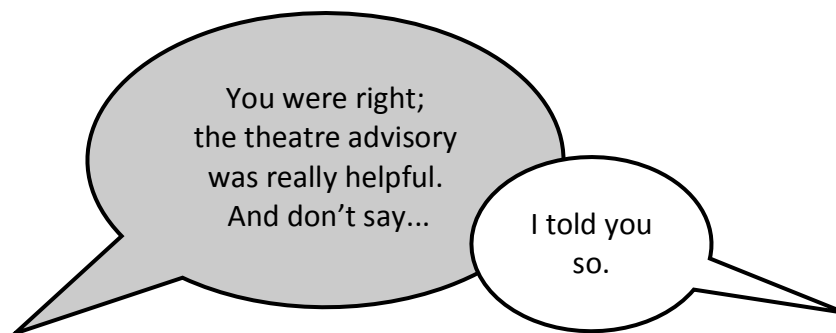 You were right;
the theatre advisory
was really helpful.
And don’t say...
I told you
so.